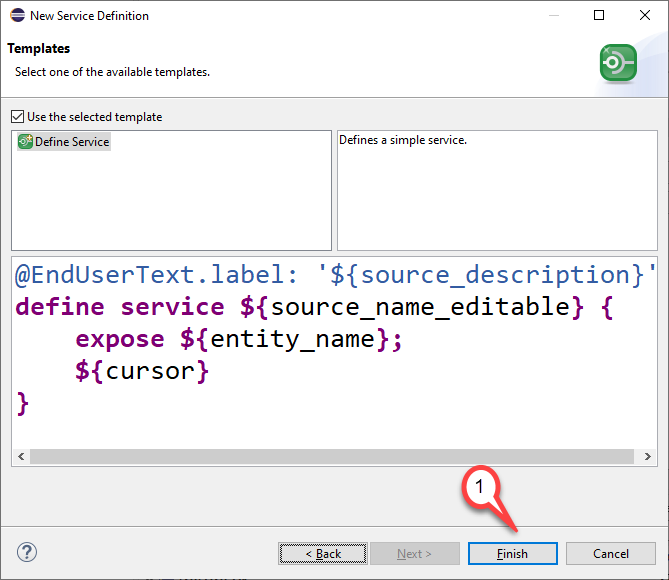 New Service Definition
Templates
Select one of the available templates.
Use the selected template
Define Service
Defines a simple service.
@EndUserText.label: '${source_description}'
define service ${source_name_editable} {
    expose ${entity_name};
    ${cursor}
}
1
< Back
Next >
Finish
Cancel